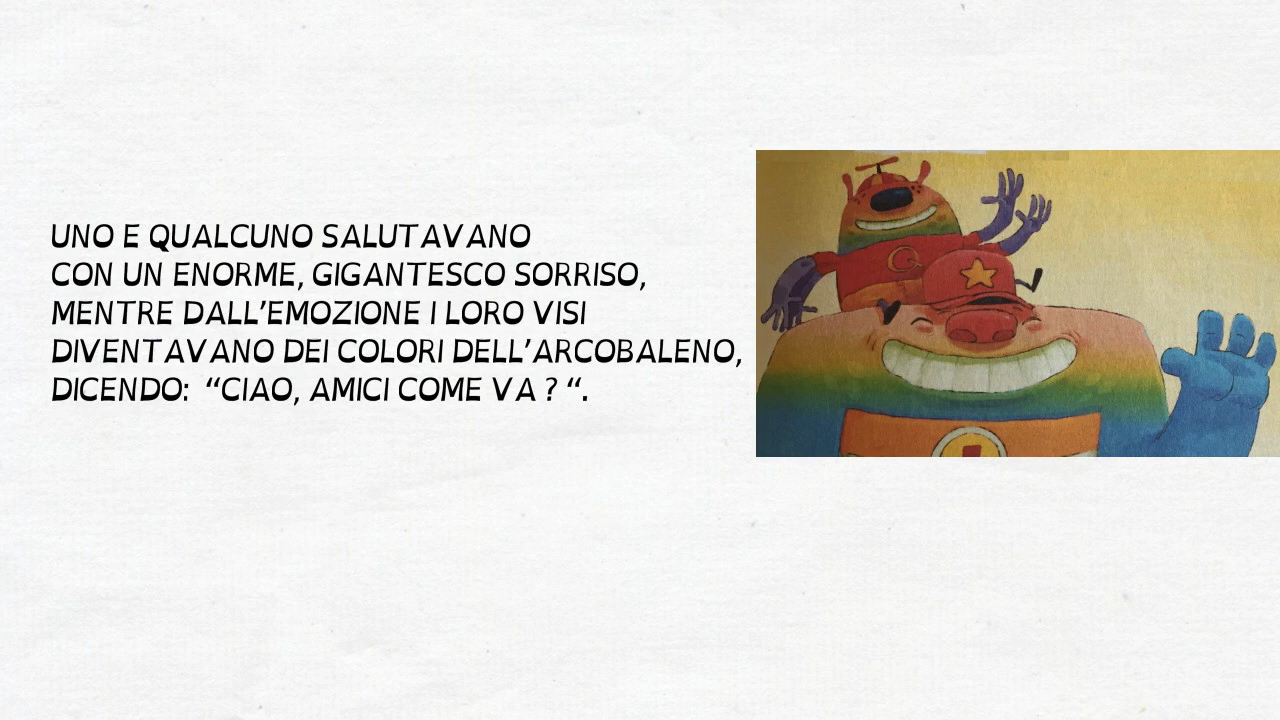 UNO E QUALCUNO SALUTAVANO
CON UN ENORME, GIGANTESCO SORRISO,
MENTRE DALL’EMOZIONE I LORO VISI
DIVENTAVANO DEI COLORI DELL’ARCOBALENO,
DICENDO: “CIAO, AMICI COME VA ? “.